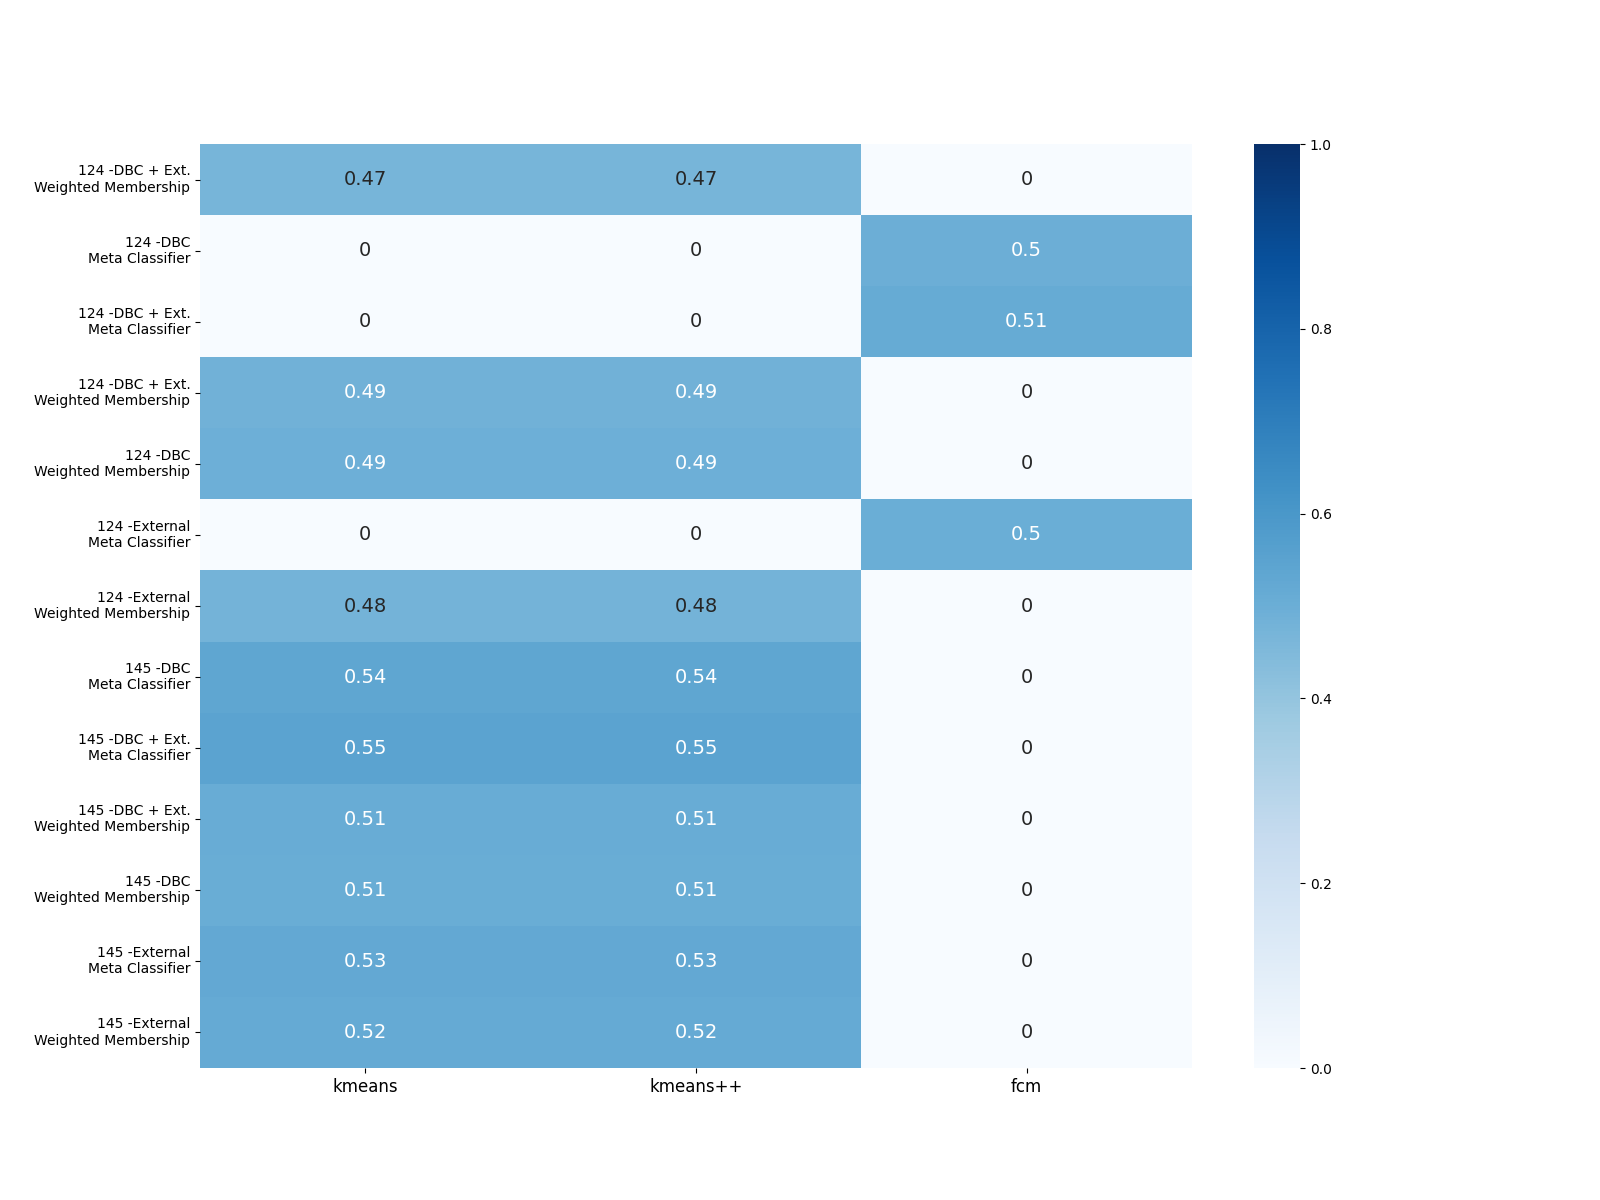 124 -DBC + Ext.
Weighted Membership
0.47 0.47 0
124 -DBC
Meta Classifier
0 0 0.5
124 -DBC + Ext.
Meta Classifier
0 0 0.51
124 -DBC + Ext.
Weighted Membership
0.49 0.49 0
124 -DBC
Weighted Membership
0.49 0.49 0
124 -External
Meta Classifier
0 0 0.5
124 -External
Weighted Membership
0.48 0.48 0
145 -DBC
Meta Classifier
0.54 0.54 0
145 -DBC + Ext.
Meta Classifier
0.55 0.55 0
145 -DBC + Ext.
Weighted Membership
0.51 0.51 0
145 -DBC
Weighted Membership
0.51 0.51 0
145 -External
Meta Classifier
0.53 0.53 0
145 -External
Weighted Membership
0.52 0.52 0
kmeans kmeans++ fcm
1.0
0.8
0.6
0.4
0.2
0.0